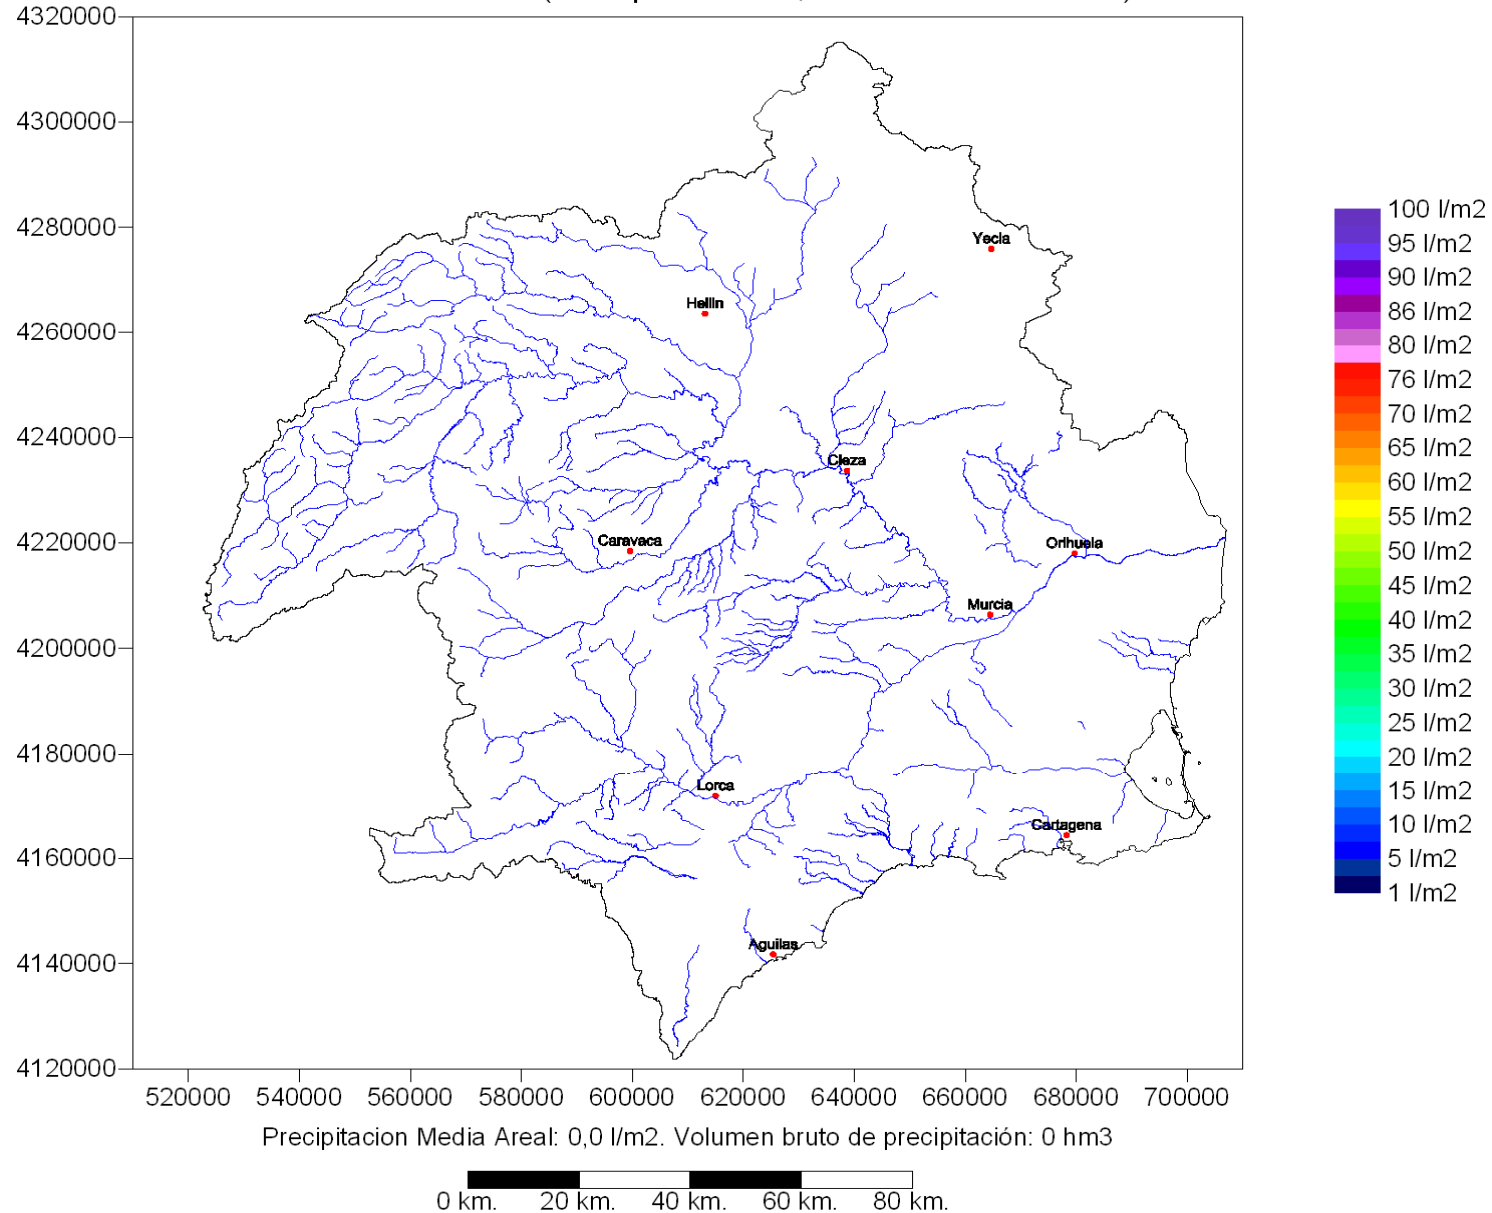 4320000
4300000
4280000
4260000
4240000
4220000
4200000
4180000
4160000
4140000
4120000
520000 540000 560000 580000 600000 620000 640000 660000 680000 700000
Yecla
Hellin
Cieza
Caravaca
Orihuela
Murcia
Lorca
Cartagena
Aguilas
100 l/m2
95 l/m2
90 l/m2
86 l/m2
80 l/m2
76 l/m2
70 l/m2
65 l/m2
60 l/m2
55 l/m2
50 l/m2
45 l/m2
40 l/m2
35 l/m2
30 l/m2
25 l/m2
20 l/m2
15 l/m2
10 l/m2
5 l/m2
1 l/m2
Precipitacion Media Areal: 0,0 l/m2. Volumen bruto de precipitación: 0 hm3
0 km. 20 km. 40 km. 60 km. 80 km.